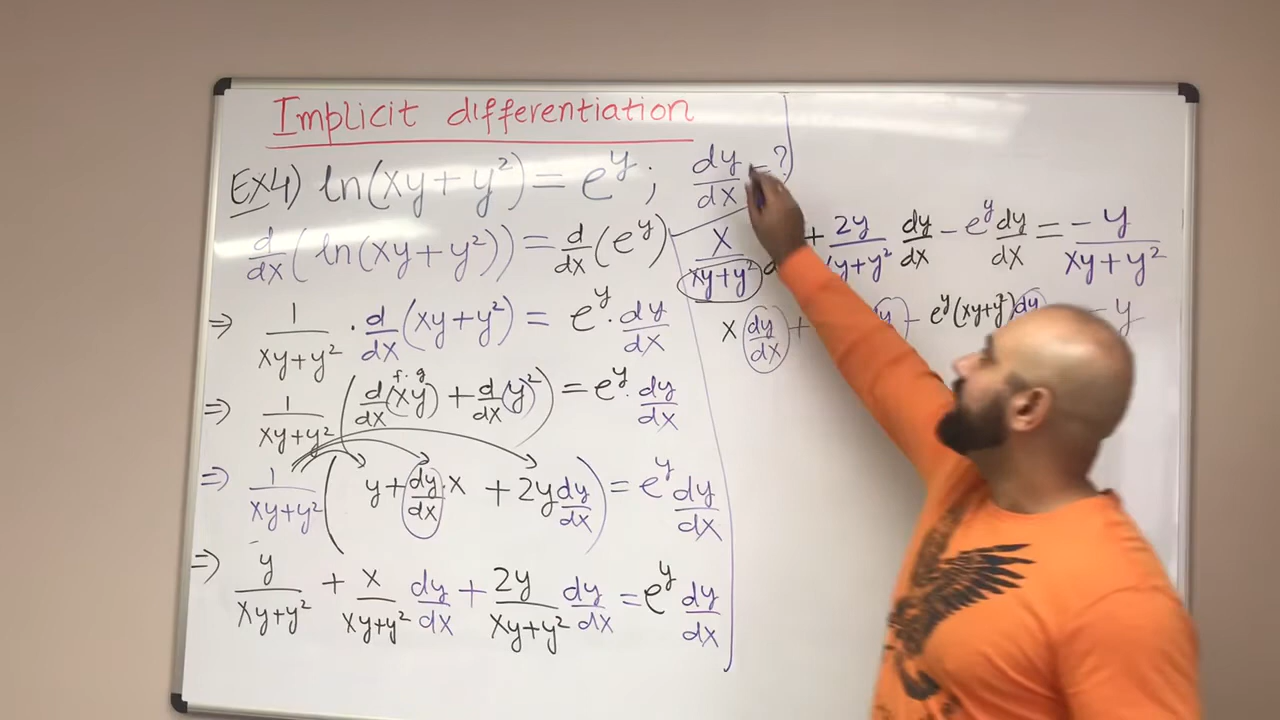 Implicit differentiation
EX4) ln(xy+y²) = e^y ; dy/dx = ?
d/dx (ln(xy+y²)) = d/dx (e^y)
⇒ 1/(xy+y²) · d/dx (xy+y²) = e^y · dy/dx
f·g
⇒ 1/(xy+y²) (d/dx (xy) + d/dx (y²)) = e^y · dy/dx
⇒ 1/(xy+y²) (y + dy/dx · x + 2y dy/dx) = e^y dy/dx
⇒ y/(xy+y²) + x/(xy+y²) dy/dx + 2y/(xy+y²) dy/dx = e^y dy/dx
x/(xy+y²) + 2y/(xy+y²) dy/dx - e^y dy/dx = -y/(xy+y²)
x dy/dx + - e^y(xy+y²) dy -y